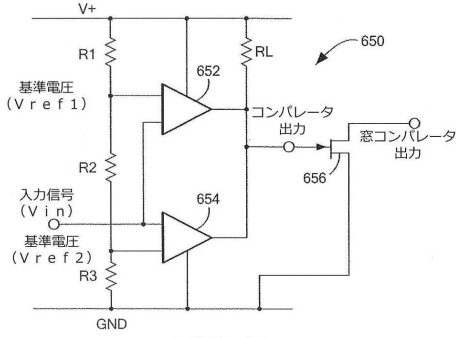 V+
R1
RL
650
652
基準電圧
(Vref1)
コンパレータ
出力
窓コンパレータ
出力
R2
656
入力信号
(Vin)
654
基準電圧
(Vref2)
R3
GND